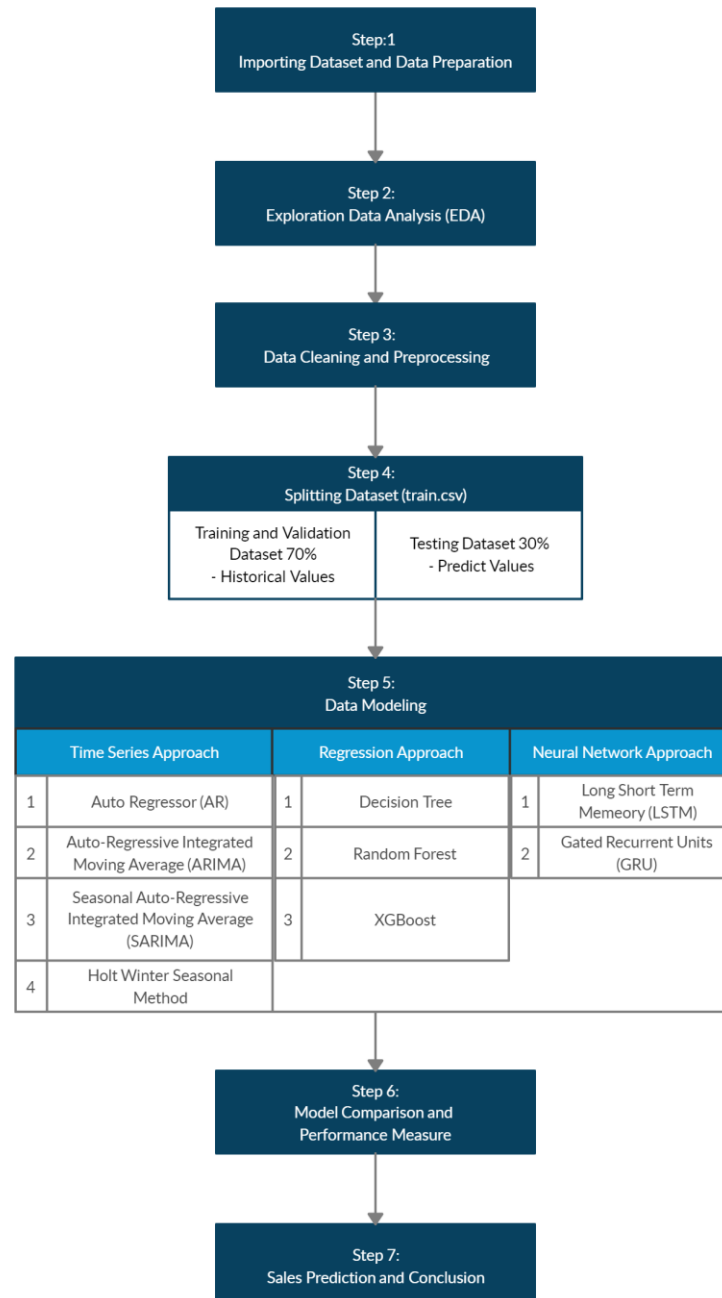 Step:1
Importing Dataset and Data Preparation
Step 2:
Exploration Data Analysis (EDA)
Step 3:
Data Cleaning and Preprocessing
Step 4:
Splitting Dataset (train.csv)
Training and Validation
Dataset 70%
- Historical Values
Testing Dataset 30%
- Predict Values
Step 5:
Data Modeling
Time Series Approach
Regression Approach
Neural Network Approach
1
Auto Regressor (AR)
1
Decision Tree
1
Long Short Term
Memeory (LSTM)
2
Auto-Regressive Integrated
Moving Average (ARIMA)
2
Random Forest
2
Gated Recurrent Units
(GRU)
3
Seasonal Auto-Regressive
Integrated Moving Average
(SARIMA)
3
XGBoost
4
Holt Winter Seasonal
Method
Step 6:
Model Comparison and
Performance Measure
Step 7:
Sales Prediction and Conclusion